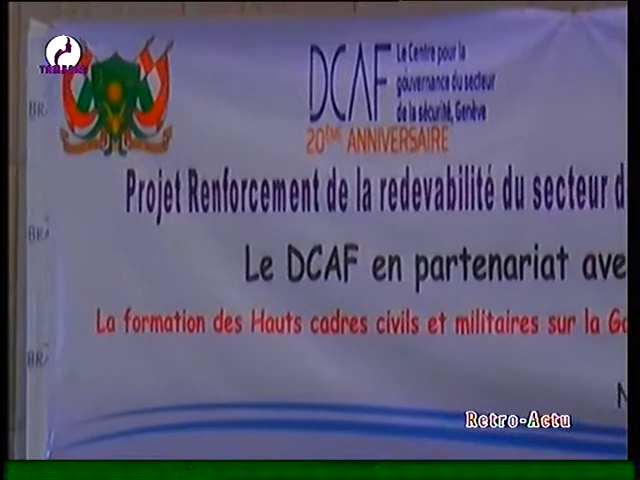 DCAF
Le Centre pour la
gouvernance du secteur
de la sécurité, Genève
20ÈME ANNIVERSAIRE
Projet Renforcement de la redevabilité du secteur d
Le DCAF en partenariat ave
La formation des Hauts cadres civils et militaires sur la Go
N
Retro-Actu